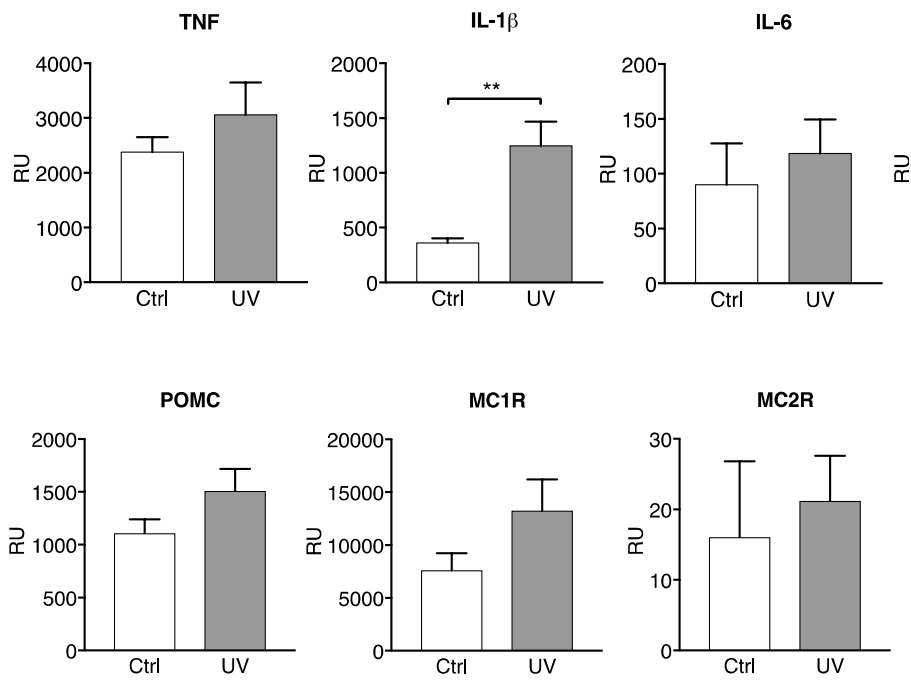 TNF
IL-1β
IL-6
4000
3000
2000
1000
0
RU
Ctrl
UV
2000
1500
1000
500
0
RU
**
Ctrl
UV
200
150
100
50
0
RU
Ctrl
UV
RU
POMC
MC1R
MC2R
2000
1500
1000
500
0
RU
Ctrl
UV
20000
15000
10000
5000
0
RU
Ctrl
UV
30
20
10
0
RU
Ctrl
UV